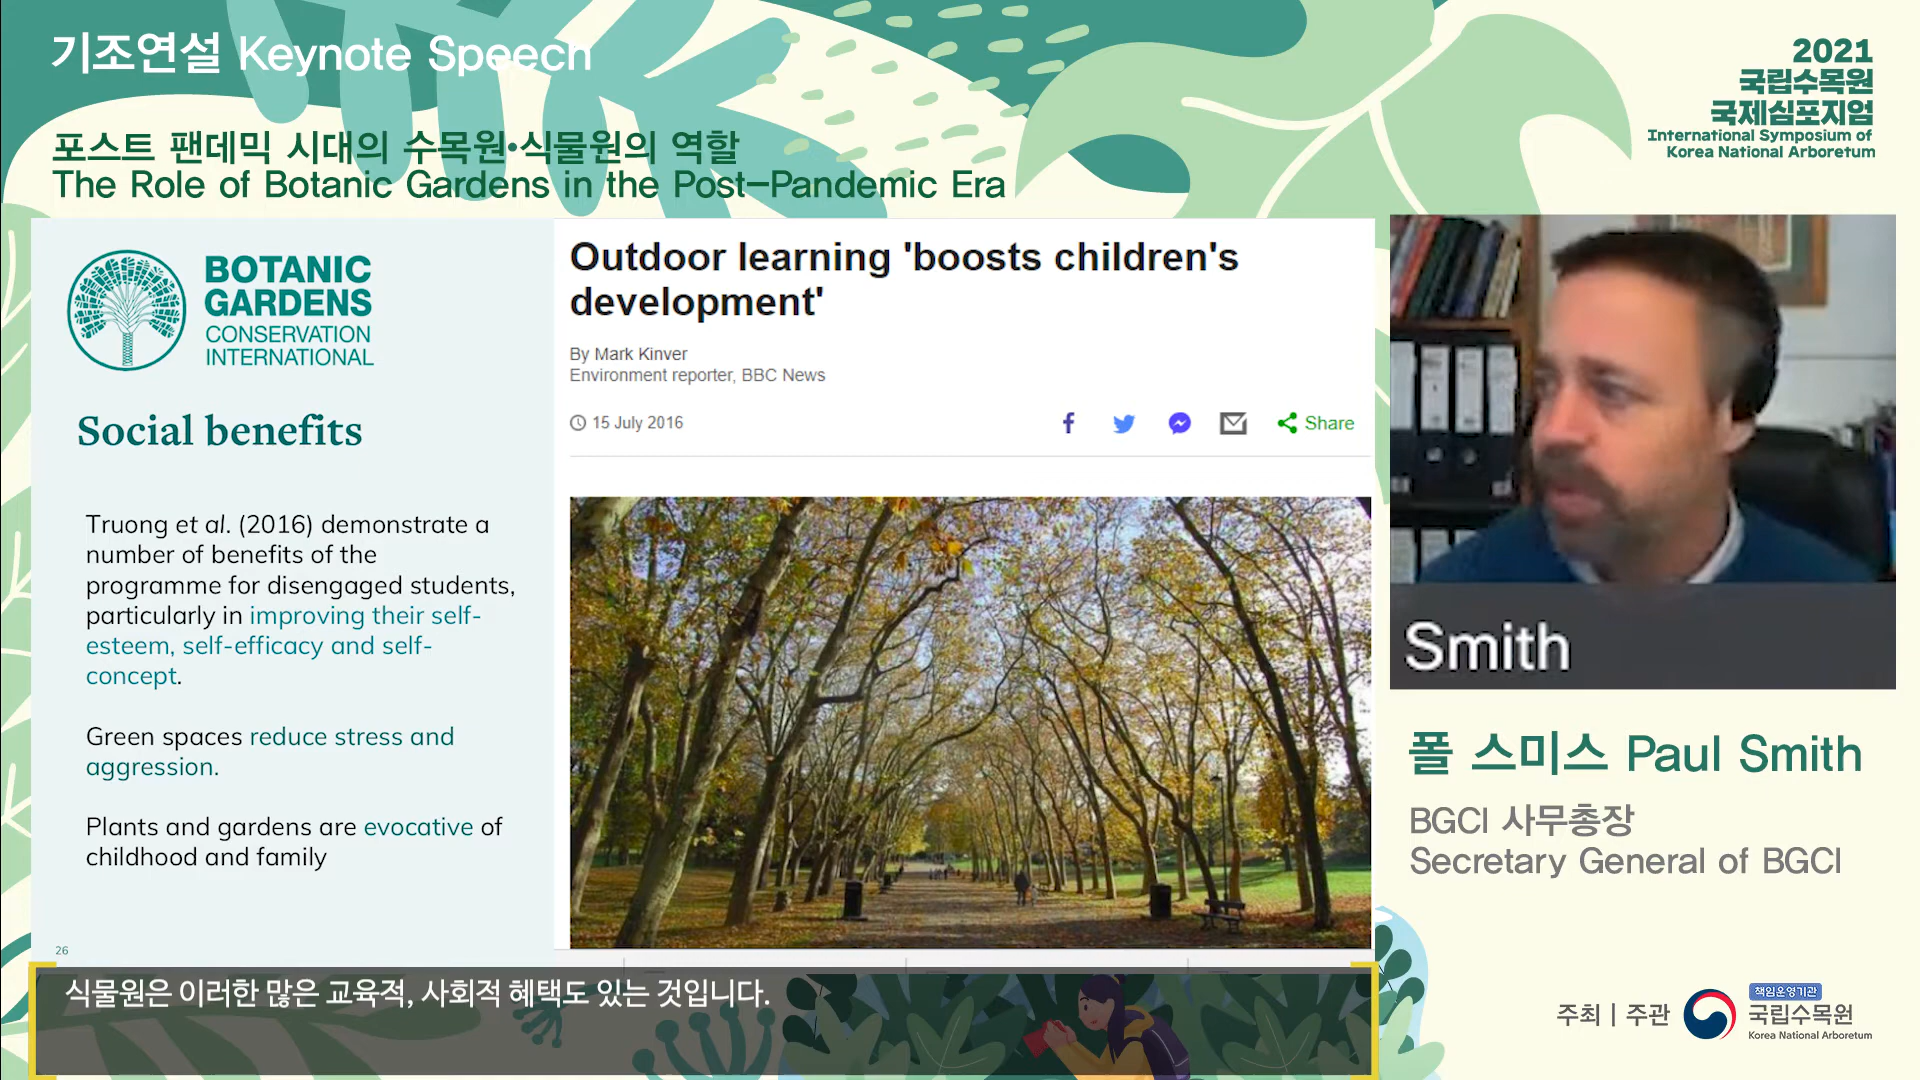 기조연설 Keynote Speech
포스트 팬데믹 시대의 수목원•식물원의 역할
The Role of Botanic Gardens in the Post-Pandemic Era
2021
국립수목원
국제심포지엄
International Symposium of
Korea National Arboretum
BOTANIC
GARDENS
CONSERVATION
INTERNATIONAL
Social benefits
Truong et al. (2016) demonstrate a
number of benefits of the
programme for disengaged students,
particularly in improving their self-
esteem, self-efficacy and self-
concept.
Green spaces reduce stress and
aggression.
Plants and gardens are evocative of
childhood and family
26
Outdoor learning 'boosts children's
development'
By Mark Kinver
Environment reporter, BBC News
15 July 2016
Share
Smith
폴 스미스 Paul Smith
BGCI 사무총장
Secretary General of BGCI
식물원은 이러한 많은 교육적, 사회적 혜택도 있는 것입니다.
주최 | 주관
책임운영기관
국립수목원
Korea National Arboretum